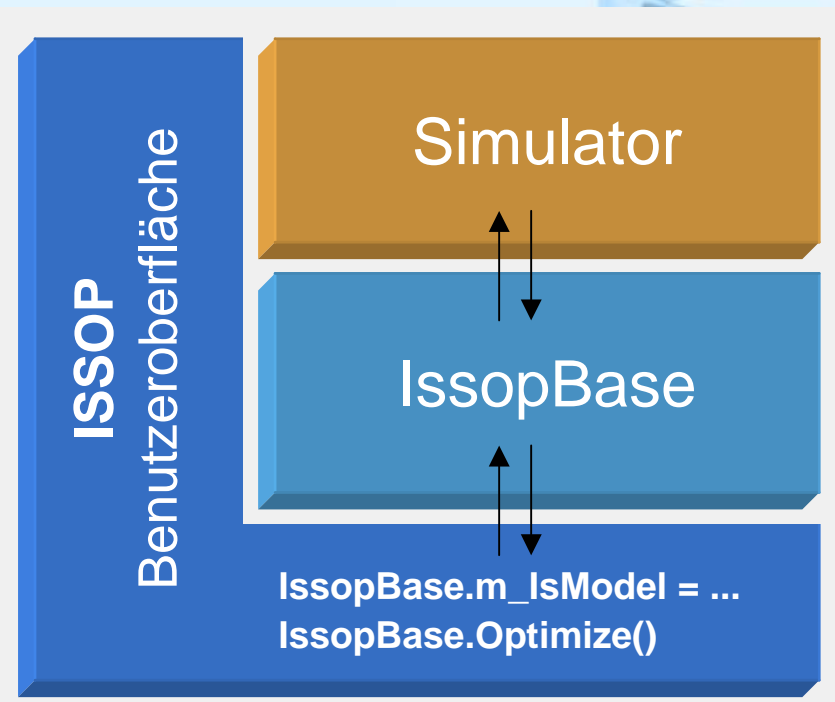 ISSOP
Benutzeroberfläche
Simulator
IssopBase
IssopBase.m_IsModel = ...
IssopBase.Optimize()